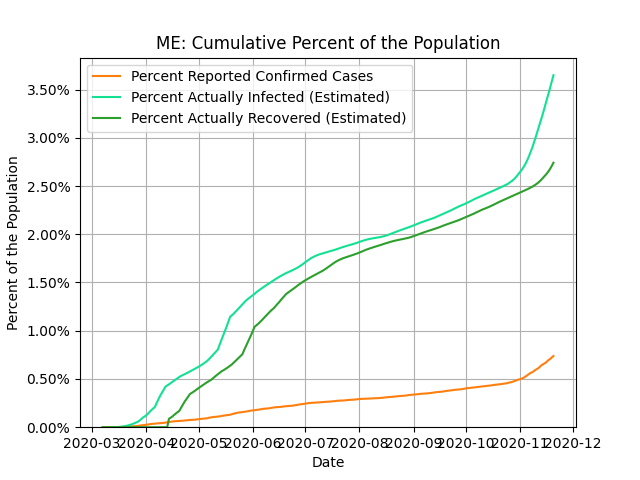 ME: Cumulative Percent of the Population
Percent Reported Confirmed Cases
Percent Actually Infected (Estimated)
Percent Actually Recovered (Estimated)
Percent of the Population
3.50%
3.00%
2.50%
2.00%
1.50%
1.00%
0.50%
0.00%
2020-03 2020-04 2020-05 2020-06 2020-07 2020-08 2020-09 2020-10 2020-11 2020-12
Date